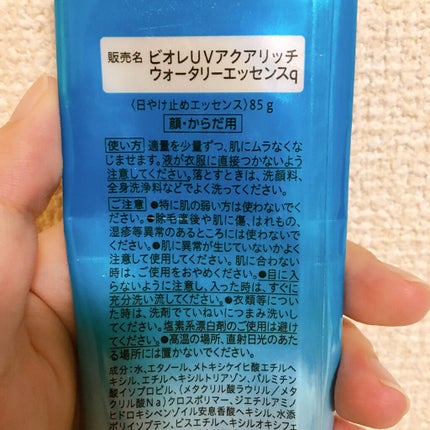 販売名 ビオレUVアクアリッチ
ウォータリーエッセンスq
〈日やけ止めエッセンス〉85g
顔・からだ用
使い方 適量を少量ずつ、肌にムラなくな
じませます。液が衣服に直接つかないよう
注意してください。落とすときは、洗顔料、
全身洗浄料などでよく洗ってください。
ご注意 ●特に肌の弱い方は使わないでく
ださい。●除毛直後や肌に傷、はれもの、
湿疹等異常のあるところには使わないで
ください。●肌に異常が生じていないかよく
注意して使用してください。肌に合わない
時は、ご使用をおやめください。●目に入
らないように注意し、入った時は、すぐに
充分洗い流してください。●衣類等につい
た時は、洗剤でていねいにつまみ洗いし
てください。塩素系漂白剤のご使用は避け
てください。●高温の場所、直射日光のあた
る場所には置かないでください。
成分：水、エタノール、メトキシケイヒ酸エチルヘ
キシル、エチルヘキシルトリアゾン、パルミチン
酸イソプロピル、（メタクリル酸ラウリル／メタ
クリル酸Na）クロスポリマー、ジエチルアミノ
ヒドロキシベンゾイル安息香酸ヘキシル、水添
ポリイソブテン、ビスエチルヘキシルオキシフェ